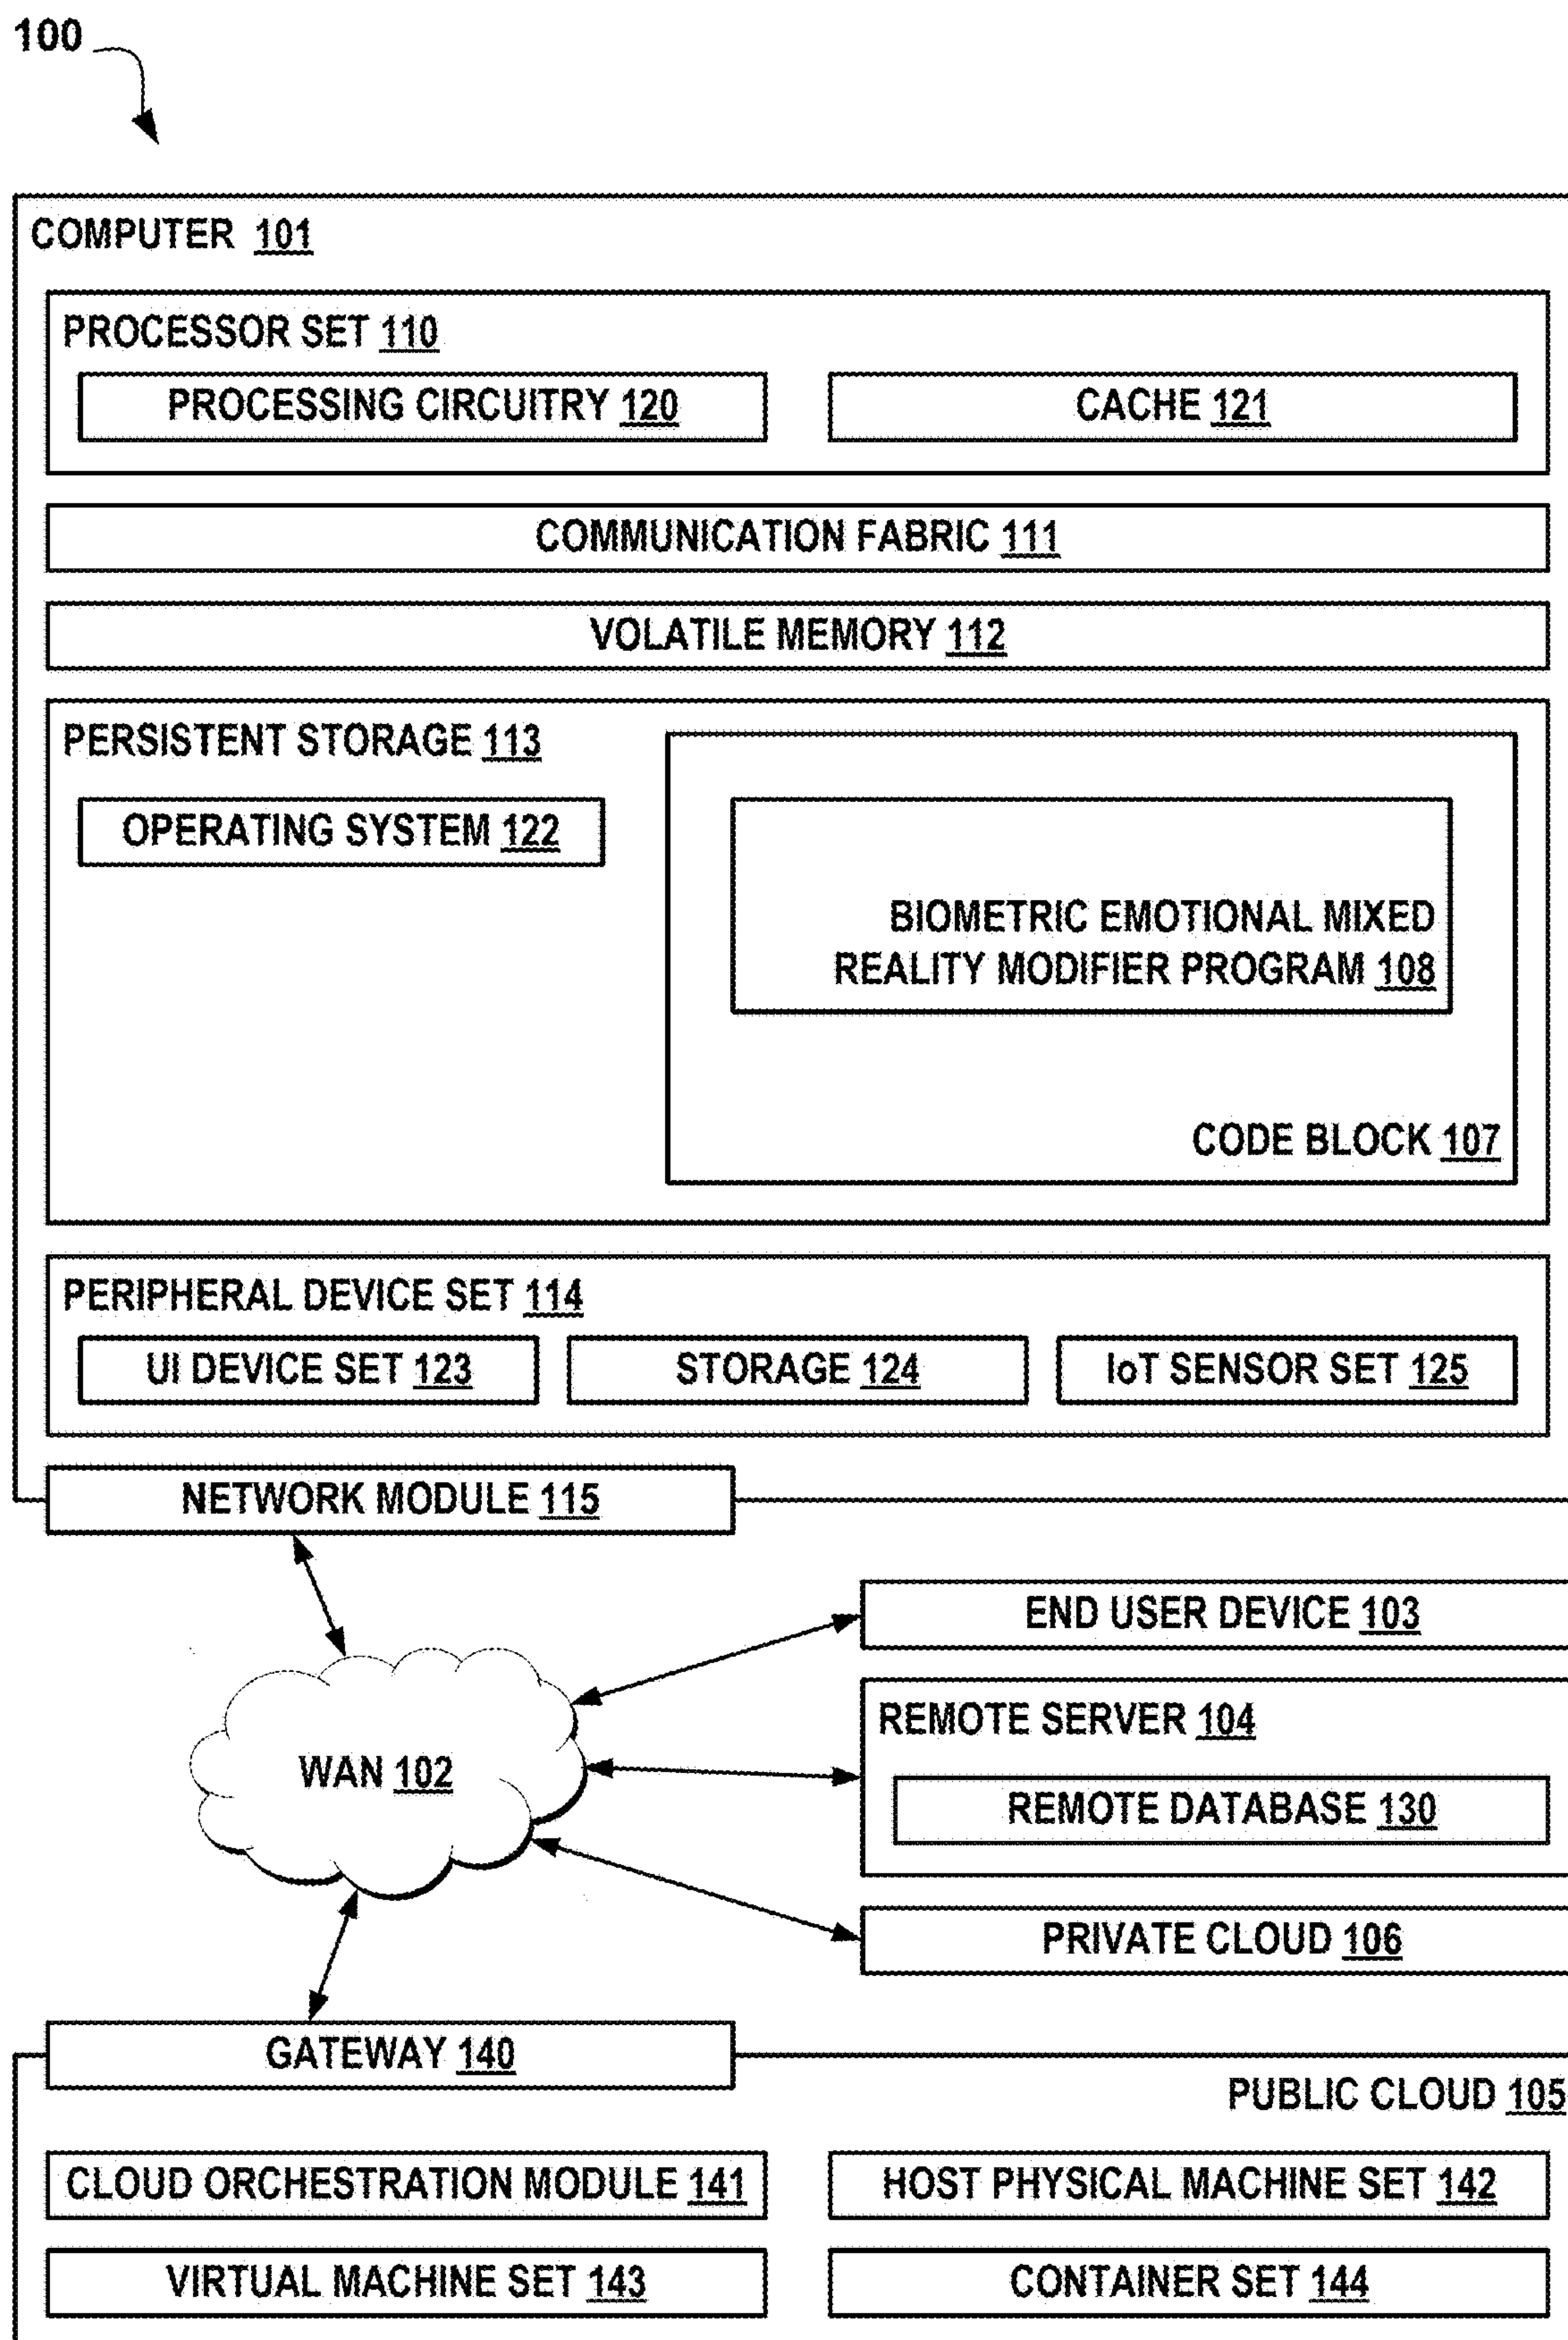 100
COMPUTER 101
PROCESSOR SET 110
PROCESSING CIRCUITRY 120
CACHE 121
COMMUNICATION FABRIC 111
VOLATILE MEMORY 112
PERSISTENT STORAGE 113
OPERATING SYSTEM 122
BIOMETRIC EMOTIONAL MIXED
REALITY MODIFIER PROGRAM 108
CODE BLOCK 107
PERIPHERAL DEVICE SET 114
UI DEVICE SET 123
STORAGE 124
IoT SENSOR SET 125
NETWORK MODULE 115
END USER DEVICE 103
REMOTE SERVER 104
WAN 102
REMOTE DATABASE 130
PRIVATE CLOUD 106
GATEWAY 140
PUBLIC CLOUD 105
CLOUD ORCHESTRATION MODULE 141
HOST PHYSICAL MACHINE SET 142
VIRTUAL MACHINE SET 143
CONTAINER SET 144